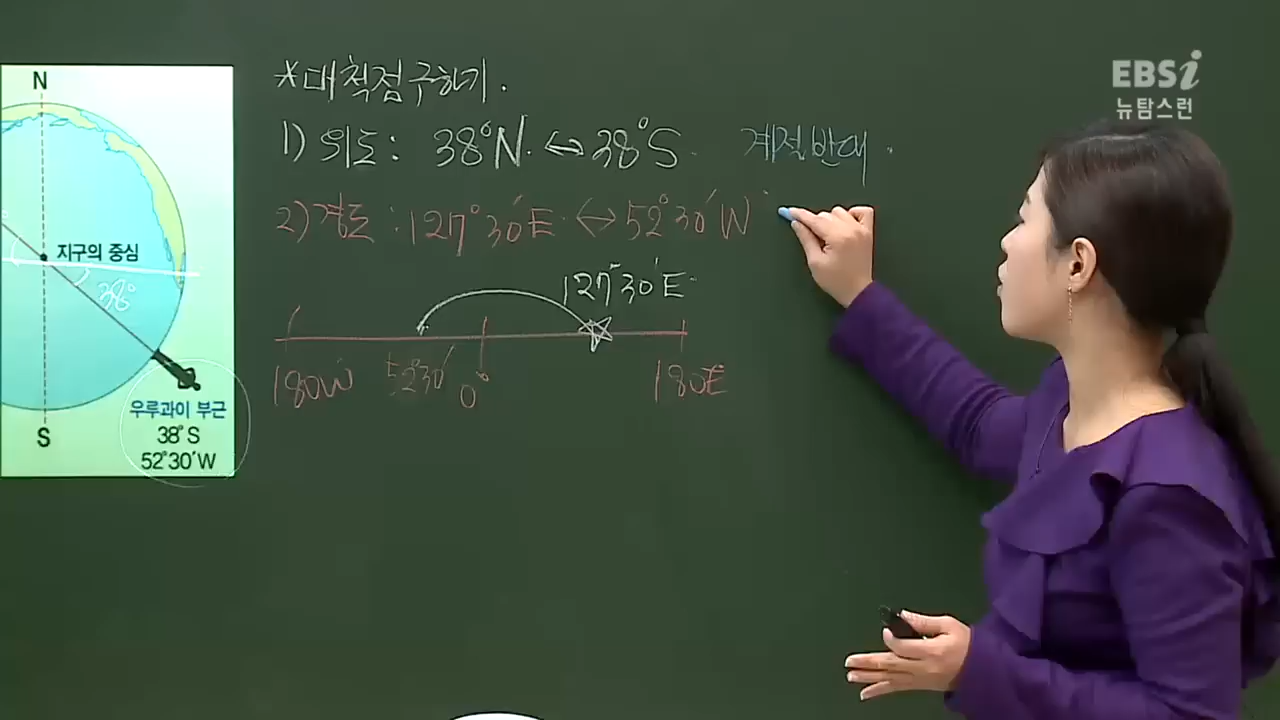 EBSi
뉴탐스런
*대척점구하기.
1) 위도: 38°N ↔ 38°S 계절반대.
2) 경도: 127°30′E ↔ 52°30′W
127°30′E
180W 52°30′ 0° 180E
N
지구의 중심
38°
우루과이 부근
S 38°S
52°30′W